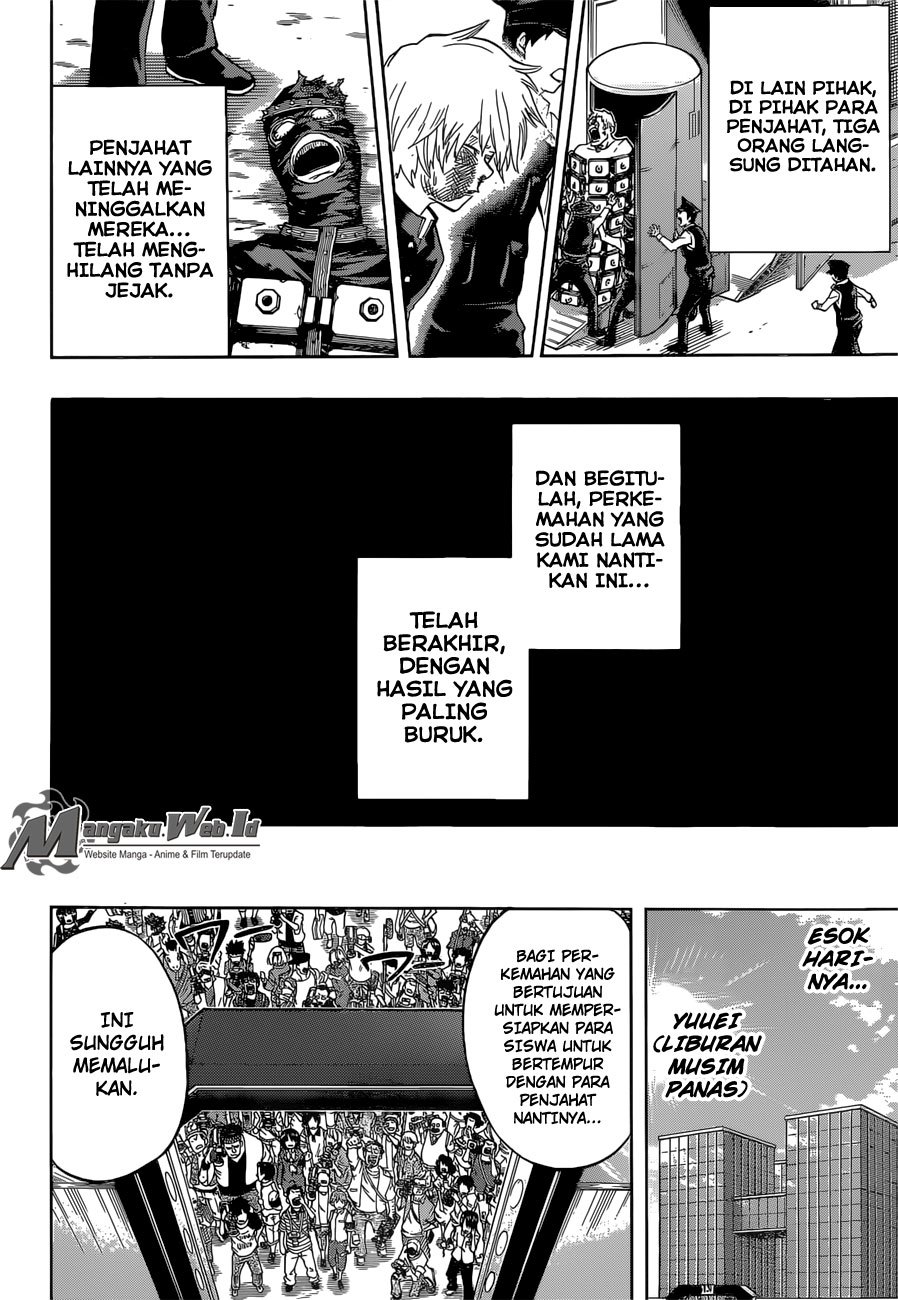 DI LAIN PIHAK,
DI PIHAK PARA
PENJAHAT, TIGA
ORANG LANG-
SUNG DITAHAN.
PENJAHAT
LAINNYA YANG
TELAH ME-
NINGGALKAN
MEREKA...
TELAH MENG-
HILANG TANPA
JEJAK.
DAN BEGITU-
LAH, PERKE-
MAHAN YANG
SUDAH LAMA
KAMI NANTI-
KAN INI...
TELAH
BERAKHIR,
DENGAN
HASIL YANG
PALING
BURUK.
Mangaku.Web.Id
Website Manga - Anime & Film Terupdate
ESOK
HARI-
NYA...
YUUEI
(LIBURAN
MUSIM
PANAS)
BAGI PER-
KEMAHAN YANG
BERTUJUAN
UNTUK MEMPER-
SIAPKAN PARA
SISWA UNTUK
BERTEMPUR
DENGAN PARA
PENJAHAT
NANTINYA...
INI
SUNGGUH
MEMALU-
KAN.